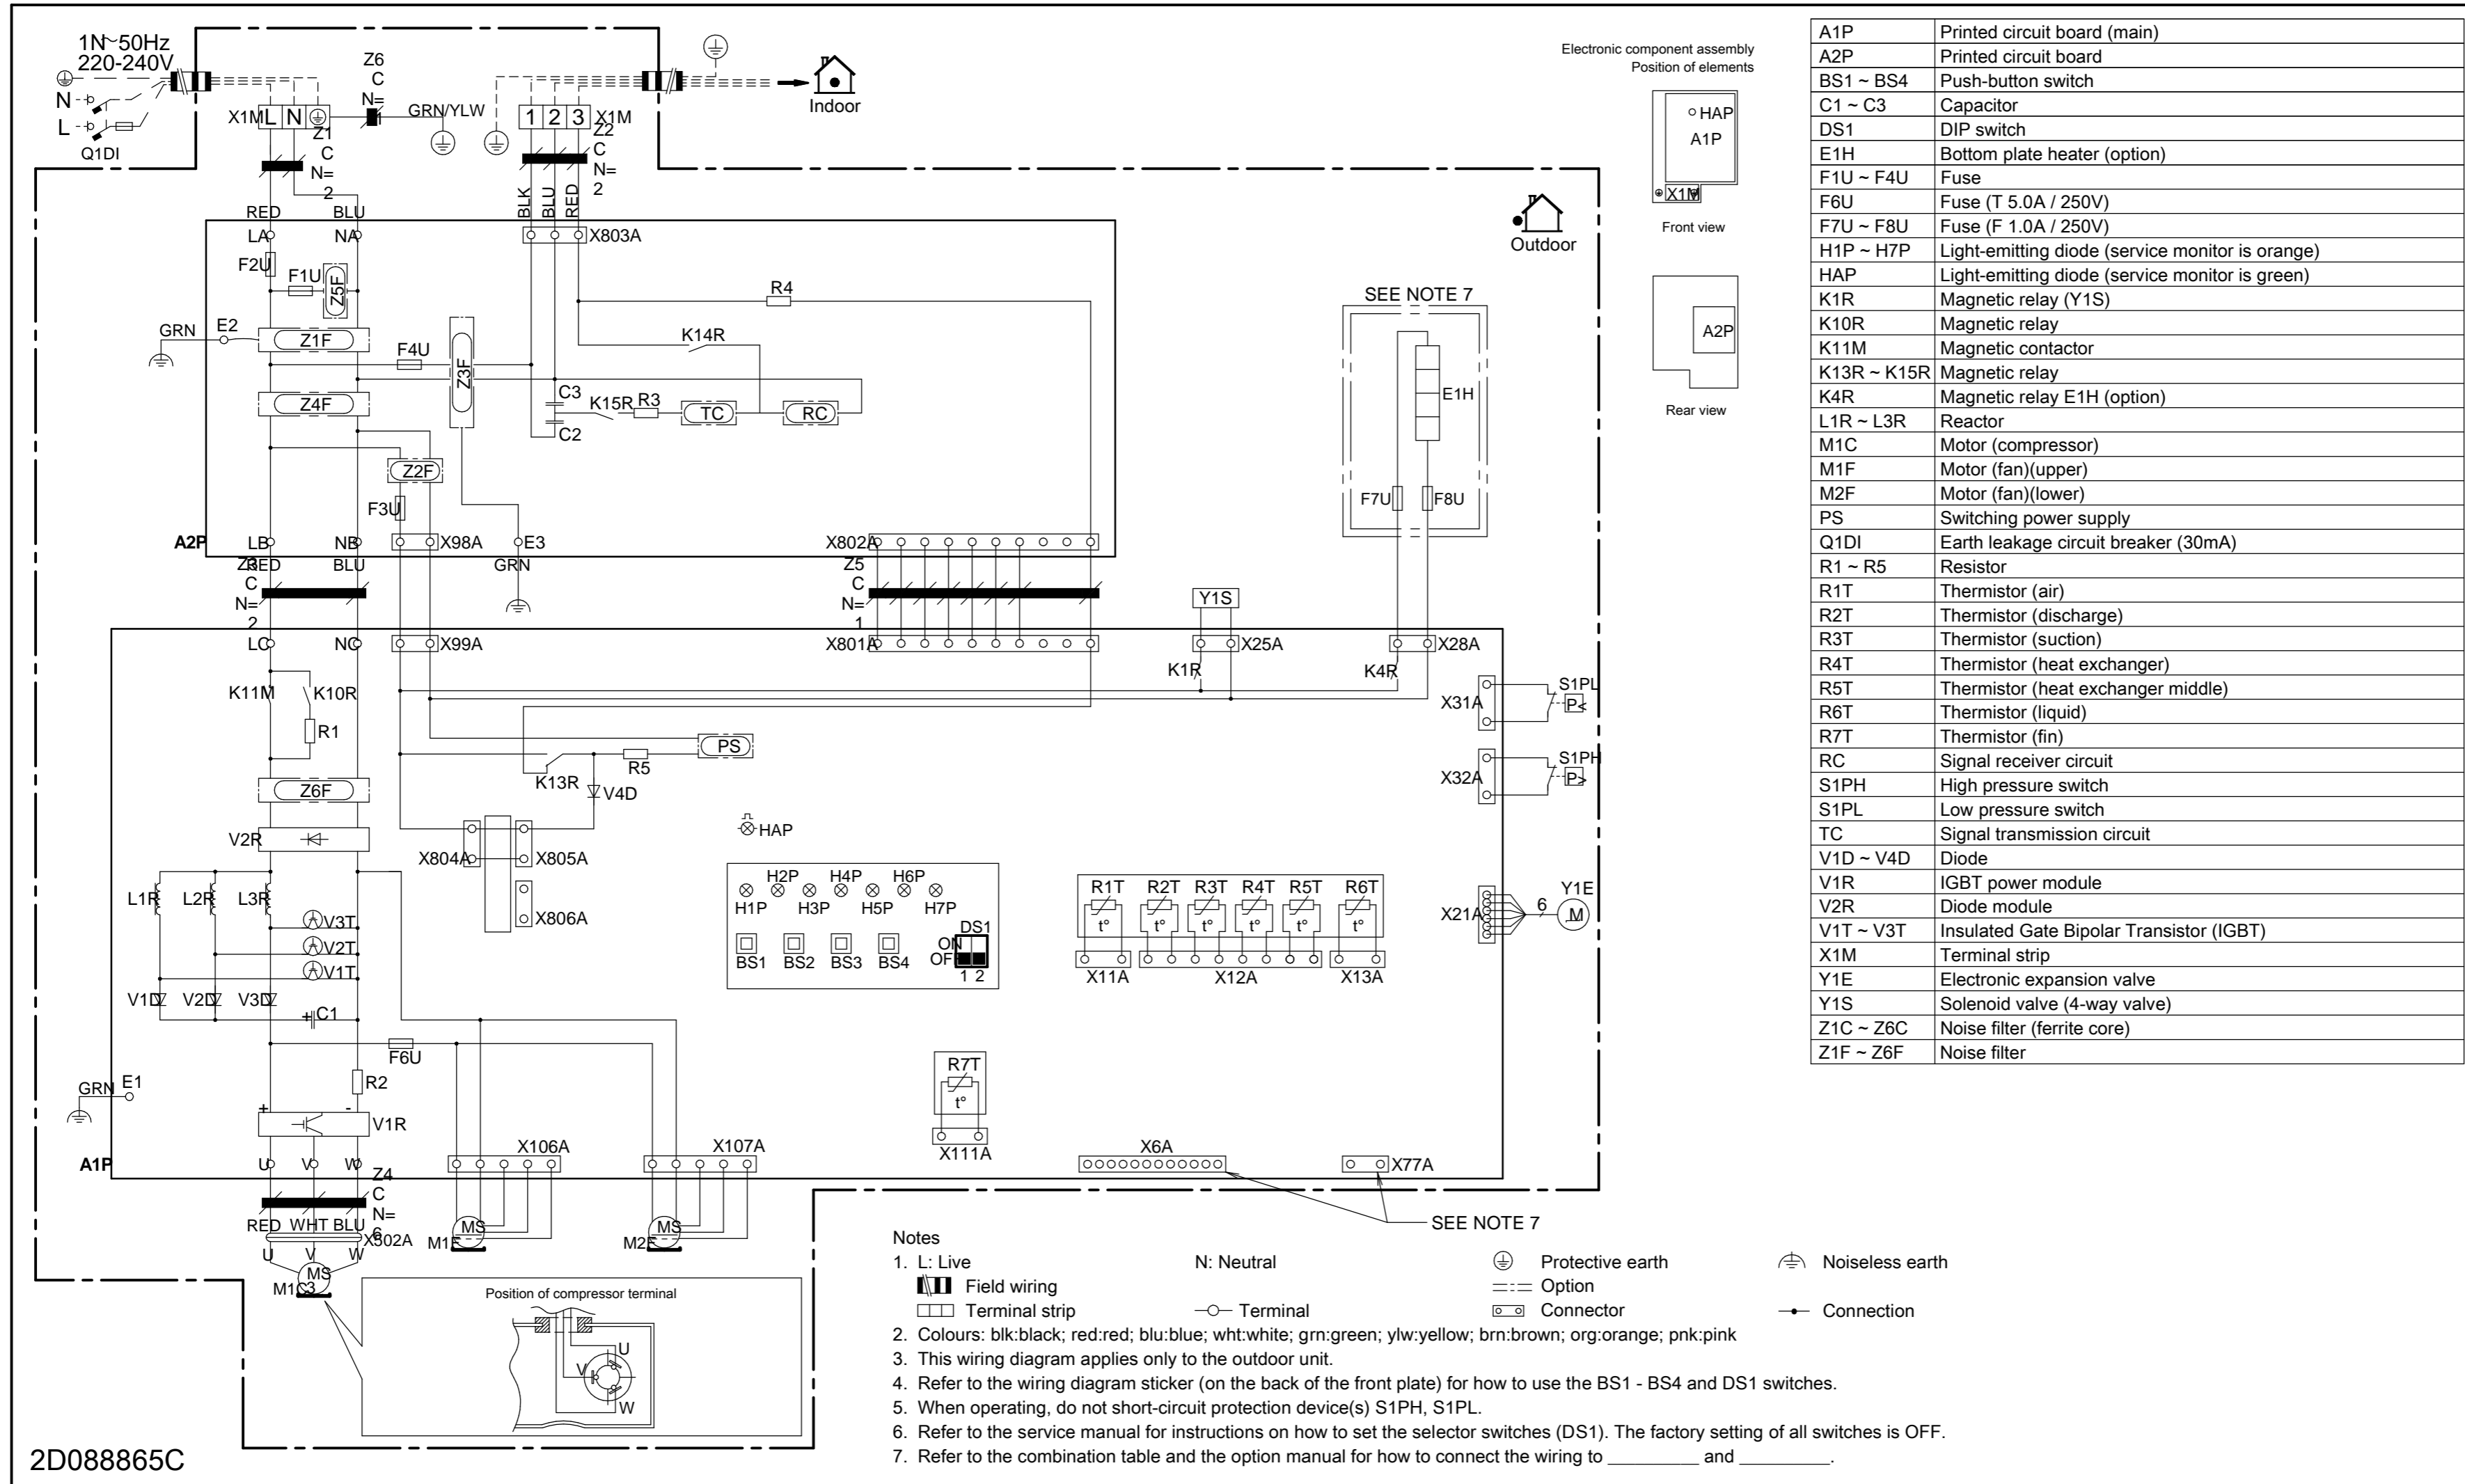 1N~50Hz
220-240V
N
L
Q1DI
X1M
L N
Z6
C
N=
1
GRN/YLW
Z1
C
N=
2
1 2 3
X1M
Z2
C
N=
2
Indoor
RED
BLU
BLK
BLU
RED
LA
NA
X803A
F2U
F1U
Z5F
GRN
E2
Z1F
F4U
Z3F
Z4F
R4
K14R
C3
K15R
R3
TC
RC
C2
Z2F
F3U
A2P
LB
NB
X98A
E3
X802A
Z3
C
N=
2
RED
BLU
GRN
Z5
C
N=
1
Outdoor
SEE NOTE 7
E1H
F7U
F8U
Y1S
LC
NC
X99A
X801A
X25A
X28A
K1R
K4R
K11M
K10R
R1
X31A
S1PL
P<
X32A
S1PH
P>
PS
R5
K13R
V4D
Z6F
V2R
HAP
X804A
X805A
X806A
L1R
L2R
L3R
V3T
V2T
V1T
V1D
V2D
V3D
C1
+
H2P H4P H6P
H1P H3P H5P H7P
DS1
ON
OFF
BS1 BS2 BS3 BS4
1 2
R1T R2T R3T R4T R5T R6T
t° t° t° t° t° t°
X11A X12A X13A
X21A
6
Y1E
M
F6U
R2
GRN
E1
+
-
V1R
R7T
t°
X111A
A1P
U V W
X106A
X107A
X6A
X77A
Z4
C
N=
6
RED WHT BLU
X502A
U V W
MS
3
M1C
MS
M1F
MS
M2F
SEE NOTE 7
Position of compressor terminal
U
V
W
2D088865C
Electronic component assembly
Position of elements
HAP
A1P
X1M
Front view
A2P
Rear view
A1P Printed circuit board (main)
A2P Printed circuit board
BS1 ~ BS4 Push-button switch
C1 ~ C3 Capacitor
DS1 DIP switch
E1H Bottom plate heater (option)
F1U ~ F4U Fuse
F6U Fuse (T 5.0A / 250V)
F7U ~ F8U Fuse (F 1.0A / 250V)
H1P ~ H7P Light-emitting diode (service monitor is orange)
HAP Light-emitting diode (service monitor is green)
K1R Magnetic relay (Y1S)
K10R Magnetic relay
K11M Magnetic contactor
K13R ~ K15R Magnetic relay
K4R Magnetic relay E1H (option)
L1R ~ L3R Reactor
M1C Motor (compressor)
M1F Motor (fan)(upper)
M2F Motor (fan)(lower)
PS Switching power supply
Q1DI Earth leakage circuit breaker (30mA)
R1 ~ R5 Resistor
R1T Thermistor (air)
R2T Thermistor (discharge)
R3T Thermistor (suction)
R4T Thermistor (heat exchanger)
R5T Thermistor (heat exchanger middle)
R6T Thermistor (liquid)
R7T Thermistor (fin)
RC Signal receiver circuit
S1PH High pressure switch
S1PL Low pressure switch
TC Signal transmission circuit
V1D ~ V4D Diode
V1R IGBT power module
V2R Diode module
V1T ~ V3T Insulated Gate Bipolar Transistor (IGBT)
X1M Terminal strip
Y1E Electronic expansion valve
Y1S Solenoid valve (4-way valve)
Z1C ~ Z6C Noise filter (ferrite core)
Z1F ~ Z6F Noise filter
Notes
1. L: Live N: Neutral Protective earth Noiseless earth
Field wiring Option
Terminal strip Terminal Connector Connection
2. Colours: blk:black; red:red; blu:blue; wht:white; grn:green; ylw:yellow; brn:brown; org:orange; pnk:pink
3. This wiring diagram applies only to the outdoor unit.
4. Refer to the wiring diagram sticker (on the back of the front plate) for how to use the BS1 - BS4 and DS1 switches.
5. When operating, do not short-circuit protection device(s) S1PH, S1PL.
6. Refer to the service manual for instructions on how to set the selector switches (DS1). The factory setting of all switches is OFF.
7. Refer to the combination table and the option manual for how to connect the wiring to __________ and __________.